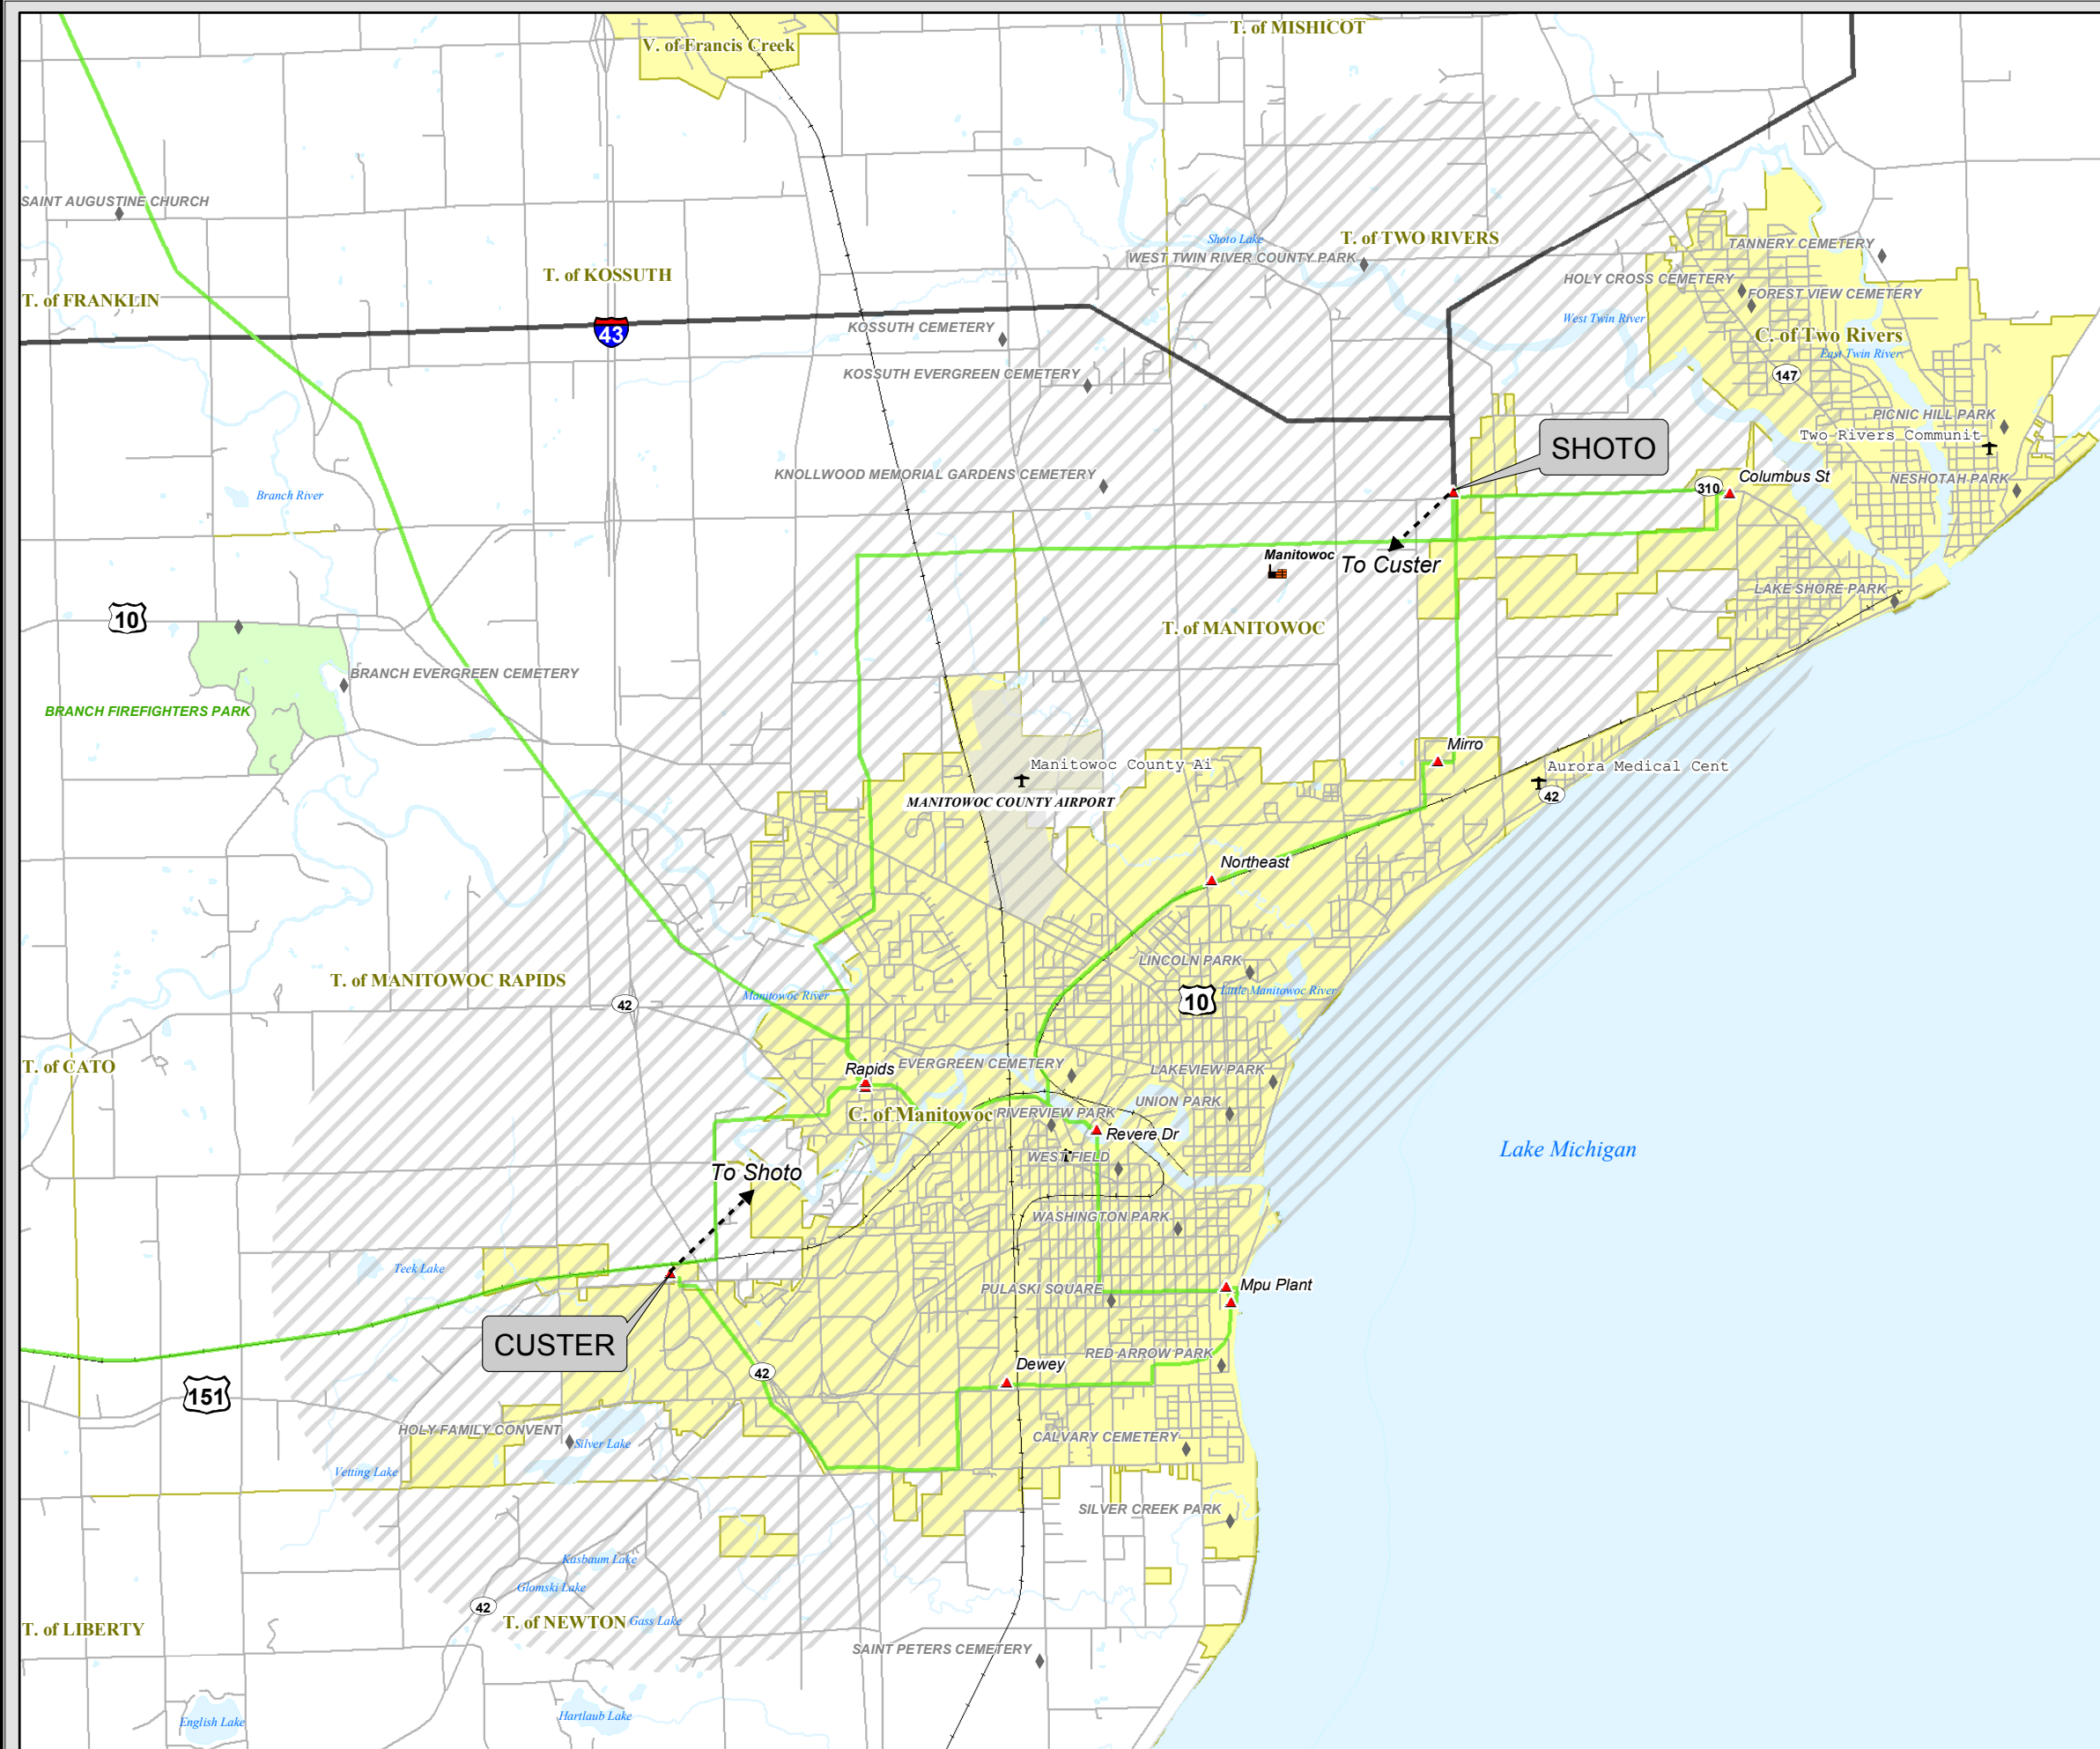 T. of MISHICOT
V. of Francis Creek
SAINT AUGUSTINE CHURCH
Shoto Lake
T. of TWO RIVERS
TANNERY CEMETERY
WEST TWIN RIVER COUNTY PARK
T. of KOSSUTH
HOLY CROSS CEMETERY
FOREST VIEW CEMETERY
T. of FRANKLIN
West Twin River
KOSSUTH CEMETERY
43
C. of Two Rivers
East Twin River
KOSSUTH EVERGREEN CEMETERY
147
PICNIC HILL PARK
Two Rivers Communit
SHOTO
KNOLLWOOD MEMORIAL GARDENS CEMETERY
Columbus St
NESHOTAH PARK
310
Branch River
Manitowoc
To Custer
LAKE SHORE PARK
10
T. of MANITOWOC
BRANCH EVERGREEN CEMETERY
BRANCH FIREFIGHTERS PARK
Mirro
Manitowoc County Ai
Aurora Medical Cent
42
MANITOWOC COUNTY AIRPORT
Northeast
LINCOLN PARK
T. of MANITOWOC RAPIDS
Manitowoc River
Little Manitowoc River
10
42
EVERGREEN CEMETERY
T. of CATO
Rapids
LAKEVIEW PARK
UNION PARK
C. of Manitowoc
RIVERVIEW PARK
Revere Dr
Lake Michigan
WESTFIELD
To Shoto
WASHINGTON PARK
Teek Lake
PULASKI SQUARE
Mpu Plant
CUSTER
RED ARROW PARK
Dewey
42
151
HOLY FAMILY CONVENT
CALVARY CEMETERY
Silver Lake
Vetting Lake
SILVER CREEK PARK
Kasbaum Lake
Glomski Lake
42
T. of NEWTON
Gass Lake
T. of LIBERTY
SAINT PETERS CEMETERY
English Lake
Hartlaub Lake